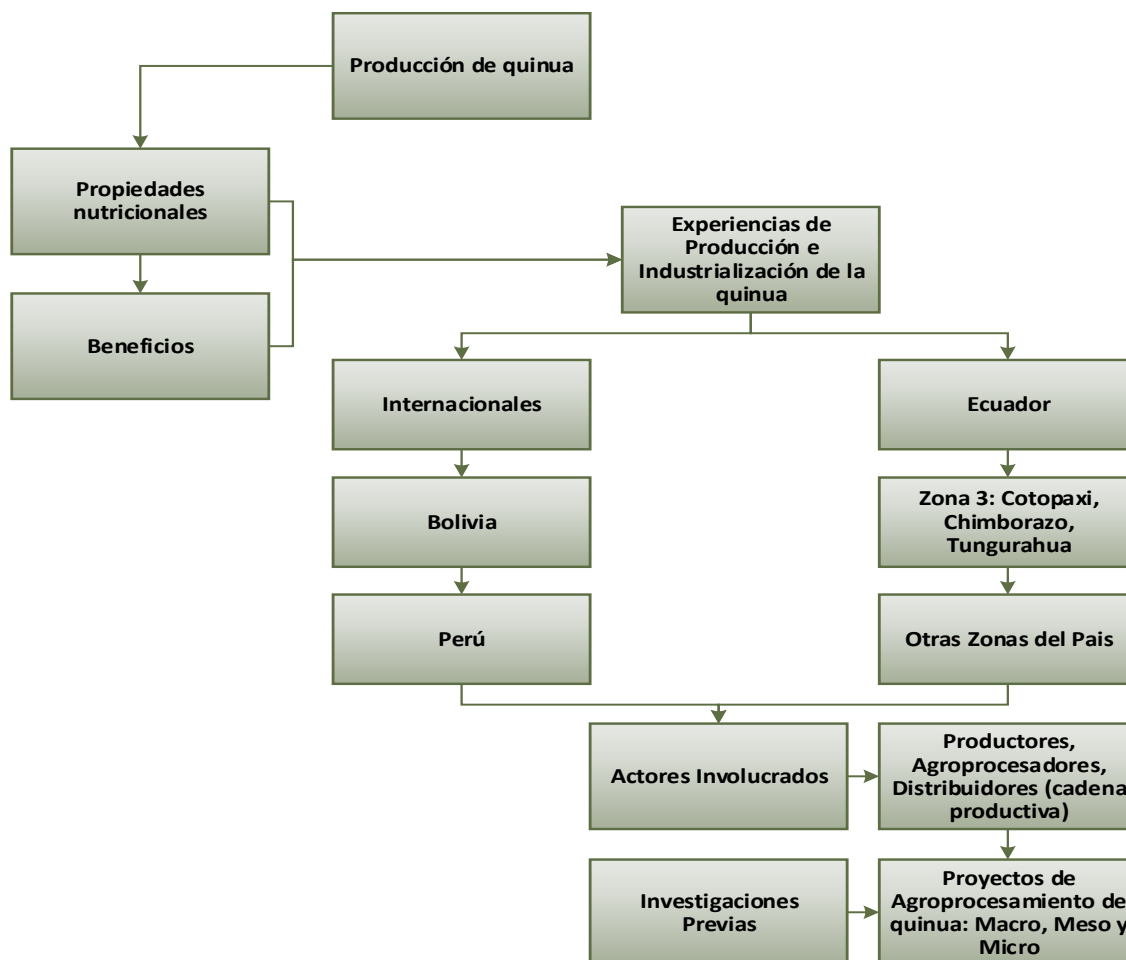 Producción de quinua
Propiedades
nutricionales
Experiencias de
Producción e
Industrialización de la
quinua
Beneficios
Internacionales
Ecuador
Bolivia
Zona 3: Cotopaxi,
Chimborazo,
Tungurahua
Perú
Otras Zonas del Pais
Actores Involucrados
Productores,
Agroprocesadores,
Distribuidores (cadena
productiva)
Investigaciones
Previas
Proyectos de
Agroprocesamiento de
quinua: Macro, Meso y
Micro